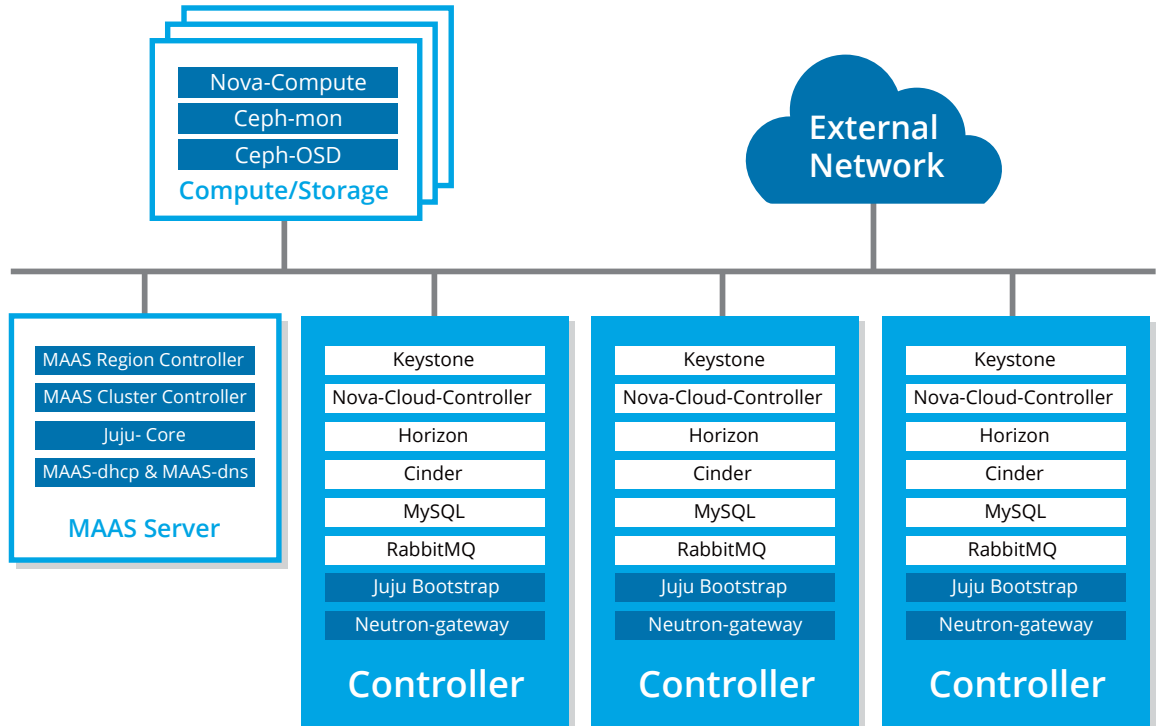 Nova-Compute
Ceph-mon
Ceph-OSD
Compute/Storage
External
Network
MAAS Region Controller
MAAS Cluster Controller
Juju- Core
MAAS-dhcp & MAAS-dns
MAAS Server
Keystone
Nova-Cloud-Controller
Horizon
Cinder
MySQL
RabbitMQ
Juju Bootstrap
Neutron-gateway
Controller
Keystone
Nova-Cloud-Controller
Horizon
Cinder
MySQL
RabbitMQ
Juju Bootstrap
Neutron-gateway
Controller
Keystone
Nova-Cloud-Controller
Horizon
Cinder
MySQL
RabbitMQ
Juju Bootstrap
Neutron-gateway
Controller